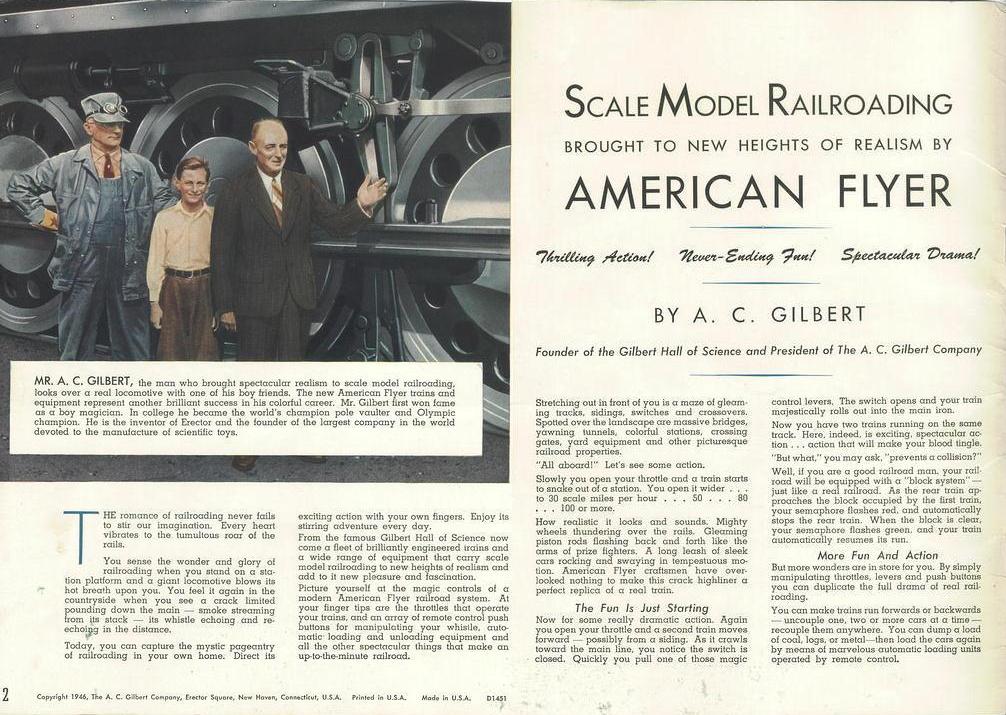 MR. A. C. GILBERT, the man who brought spectacular realism to scale model railroading,
looks over a real locomotive with one of his boy friends. The new American Flyer trains and
equipment represent another brilliant success in his colorful career. Mr. Gilbert first won fame
as a boy magician. In college he became the world's champion pole vaulter and Olympic
champion. He is the inventor of Erector and the founder of the largest company in the world
devoted to the manufacture of scientific toys.
THE romance of railroading never fails
to stir our imagination. Every heart
vibrates to the tumultous roar of the
rails.
You sense the wonder and glory of
railroading when you stand on a sta-
tion platform and a giant locomotive blows its
hot breath upon you. You feel it again in the
countryside when you see a crack limited
pounding down the main — smoke streaming
from its stack — its whistle echoing and re-
echoing in the distance.
Today, you can capture the mystic pageantry
of railroading in your own home. Direct its
exciting action with your own fingers. Enjoy its
stirring adventure every day.
From the famous Gilbert Hall of Science now
come a fleet of brilliantly engineered trains and
a wide range of equipment that carry scale
model railroading to new heights of realism and
add to it new pleasure and fascination.
Picture yourself at the magic controls of a
modern American Flyer railroad system. At
your finger tips are the throttles that operate
your trains, and an array of remote control push
buttons for manipulating your whistle, auto-
matic loading and unloading equipment and
all the other spectacular things that make an
up-to-the-minute railroad.
2
Copyright 1946, The A. C. Gilbert Company, Erector Square, New Haven, Connecticut, U.S.A. Printed in U.S.A. Made in U.S.A. D1451
SCALE MODEL RAILROADING
BROUGHT TO NEW HEIGHTS OF REALISM BY
AMERICAN FLYER
Thrilling Action! Never-Ending Fun! Spectacular Drama!
BY A. C. GILBERT
Founder of the Gilbert Hall of Science and President of The A. C. Gilbert Company
Stretching out in front of you is a maze of gleam-
ing tracks, sidings, switches and crossovers.
Spotted over the landscape are massive bridges,
yawning tunnels, colorful stations, crossing
gates, yard equipment and other picturesque
railroad properties.
"All aboard!" Let's see some action.
Slowly you open your throttle and a train starts
to snake out of a station. You open it wider . . .
to 30 scale miles per hour . . . 50 . . . 80
. . . 100 or more.
How realistic it looks and sounds. Mighty
wheels thundering over the rails. Gleaming
piston rods flashing back and forth like the
arms of prize fighters. A long leash of sleek
cars rocking and swaying in tempestuous mo-
tion. American Flyer craftsmen have over-
looked nothing to make this crack highliner a
perfect replica of a real train.
The Fun Is Just Starting
Now for some really dramatic action. Again
you open your throttle and a second train moves
forward — possibly from a siding. As it crawls
toward the main line, you notice the switch is
closed. Quickly you pull one of those magic
control levers. The switch opens and your train
majestically rolls out into the main iron.
Now you have two trains running on the same
track. Here, indeed, is exciting, spectacular ac-
tion . . . action that will make your blood tingle.
"But what," you may ask, "prevents a collision?"
Well, if you are a good railroad man, your rail-
road will be equipped with a "block system" —
just like a real railroad. As the rear train ap-
proaches the block occupied by the first train,
your semaphore flashes red, and automatically
stops the rear train. When the block is clear,
your semaphore flashes green, and your train
automatically resumes its run.
More Fun And Action
But more wonders are in store for you. By simply
manipulating throttles, levers and push buttons
you can duplicate the full drama of real rail-
roading.
You can make trains run forwards or backwards
— uncouple one, two or more cars at a time —
recouple them anywhere. You can dump a load
of coal, logs, or metal—then load the cars again
by means of marvelous automatic loading units
operated by remote control.